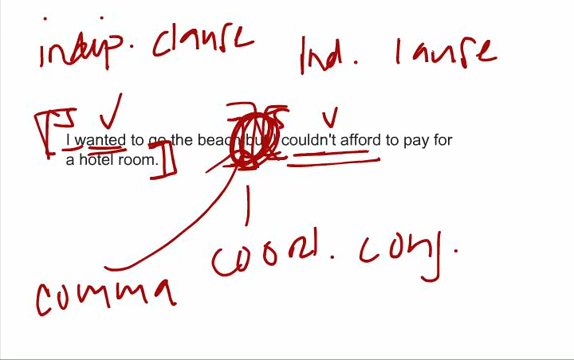 indip. clause
Ind. lause
S V
S V
I wanted to go the beach but I couldn't afford to pay for
a hotel room.
coord. conj.
comma